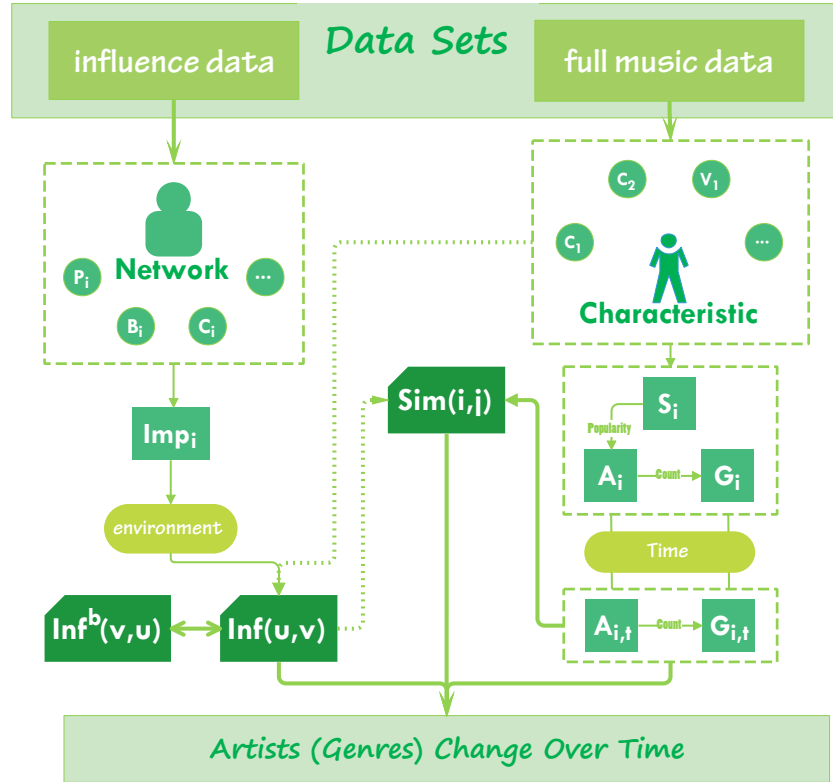 Data Sets
influence data
full music data
C₂
V₁
C₁
...
Characteristic
Network
Pᵢ
...
Bᵢ
Cᵢ
Impᵢ
environment
Sim(i,j)
Sᵢ
Popularity
Aᵢ
Count
Gᵢ
Time
Infᵇ(v,u)
Inf(u,v)
Aᵢ,ₜ
Count
Gᵢ,ₜ
Artists (Genres) Change Over Time